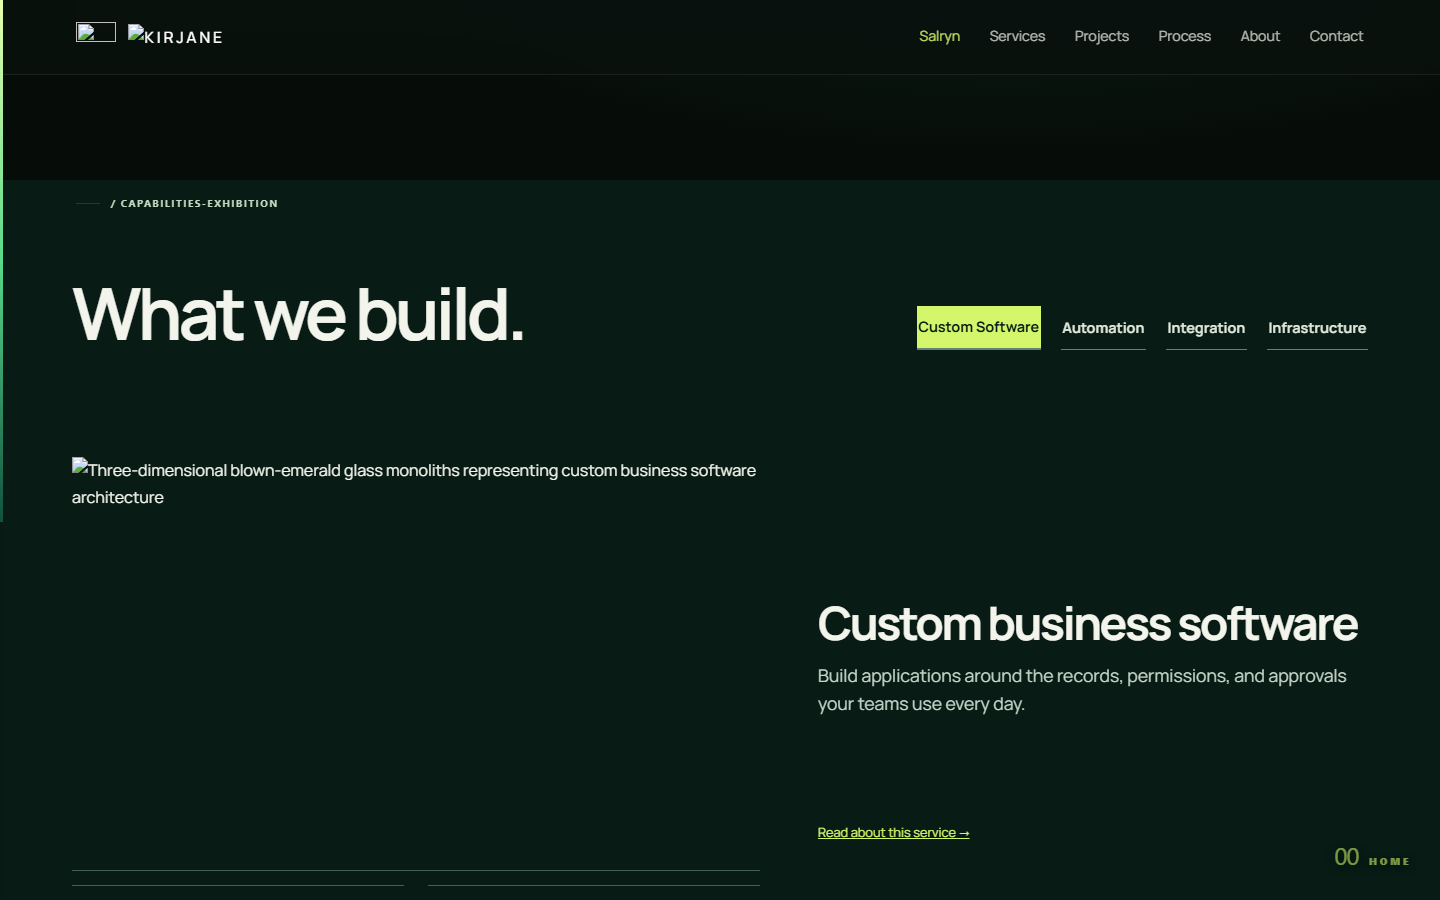 KIRJANE
Salryn Services Projects Process About Contact
/ CAPABILITIES-EXHIBITION
What we build.
Custom Software Automation Integration Infrastructure
Three-dimensional blown-emerald glass monoliths representing custom business software
architecture
Custom business software
Build applications around the records, permissions, and approvals
your teams use every day.
Read about this service →
00 HOME